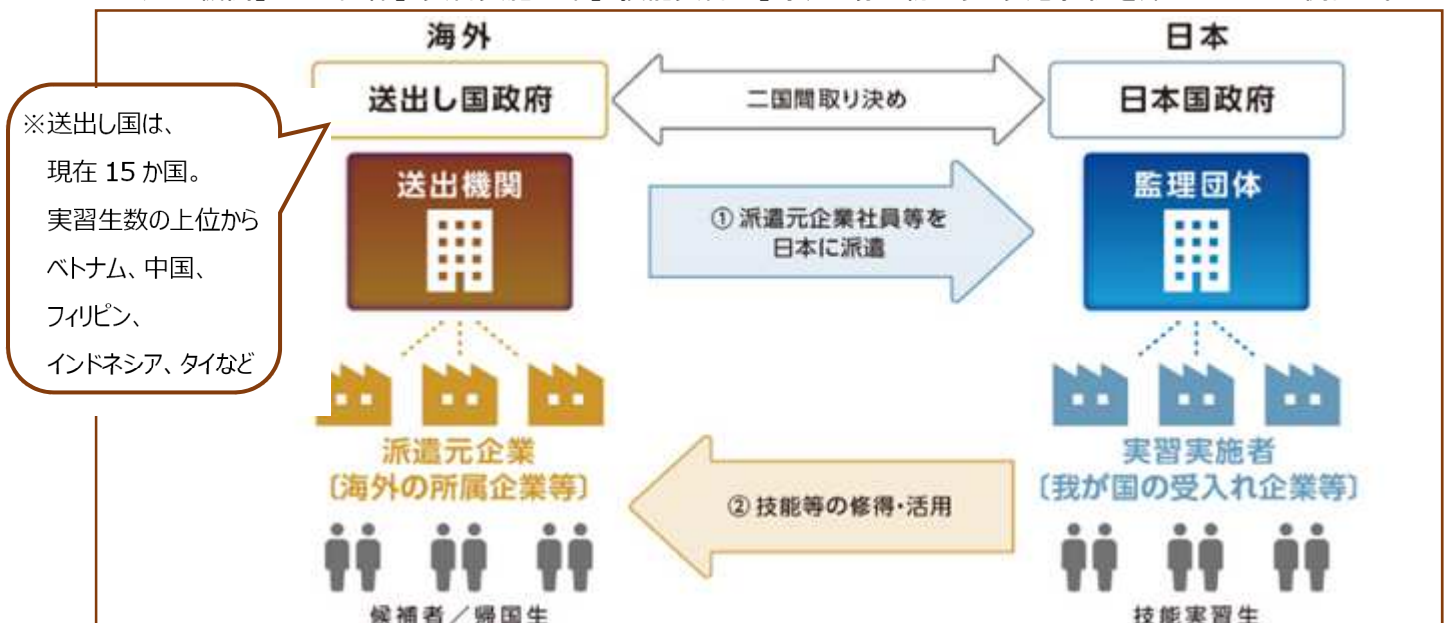 海外
日本
送出し国政府
二国間取り決め
日本国政府
※送出し国は、
現在 15 か国。
実習生数の上位から
ベトナム、中国、
フィリピン、
インドネシア、タイなど
送出機関
① 派遣元企業社員等を
日本に派遣
監理団体
派遣元企業
〔海外の所属企業等〕
② 技能等の修得・活用
実習実施者
〔我が国の受入れ企業等〕
候補者／帰国生
技能実習生